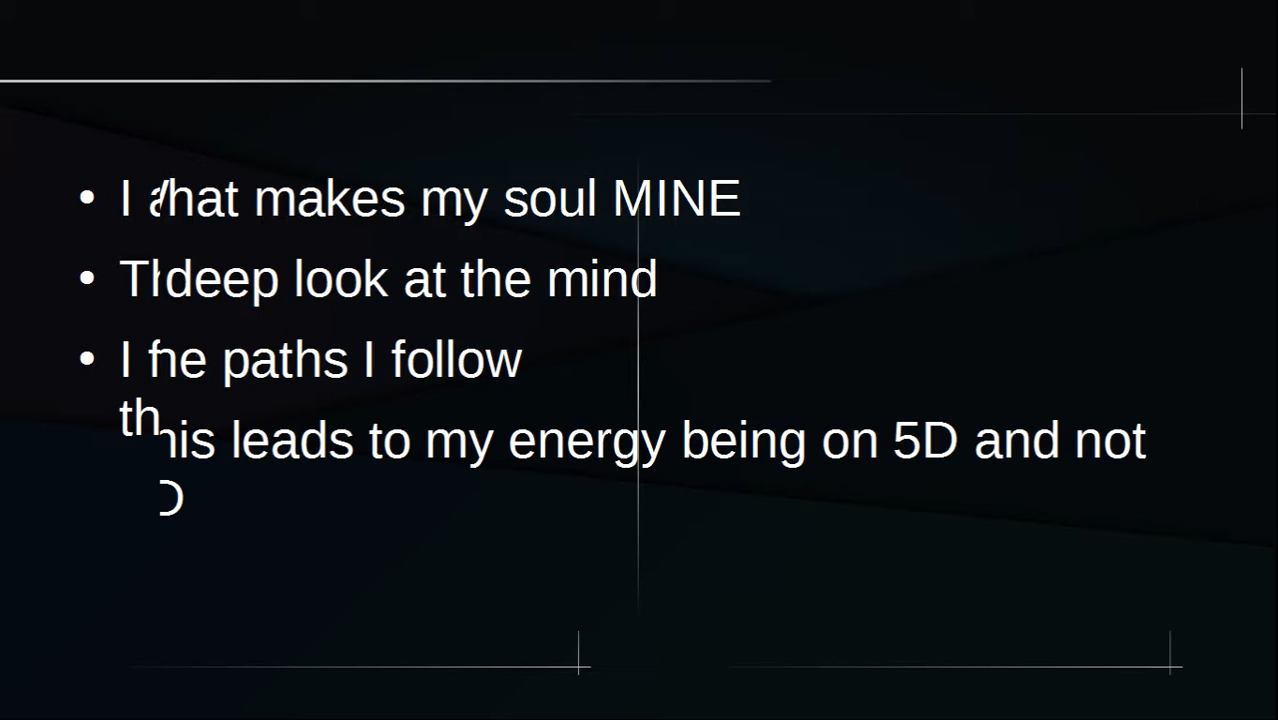 • I makes my soul MINE
• deep look at the mind
• I paths I follow
leads to my energy being on 5D and not